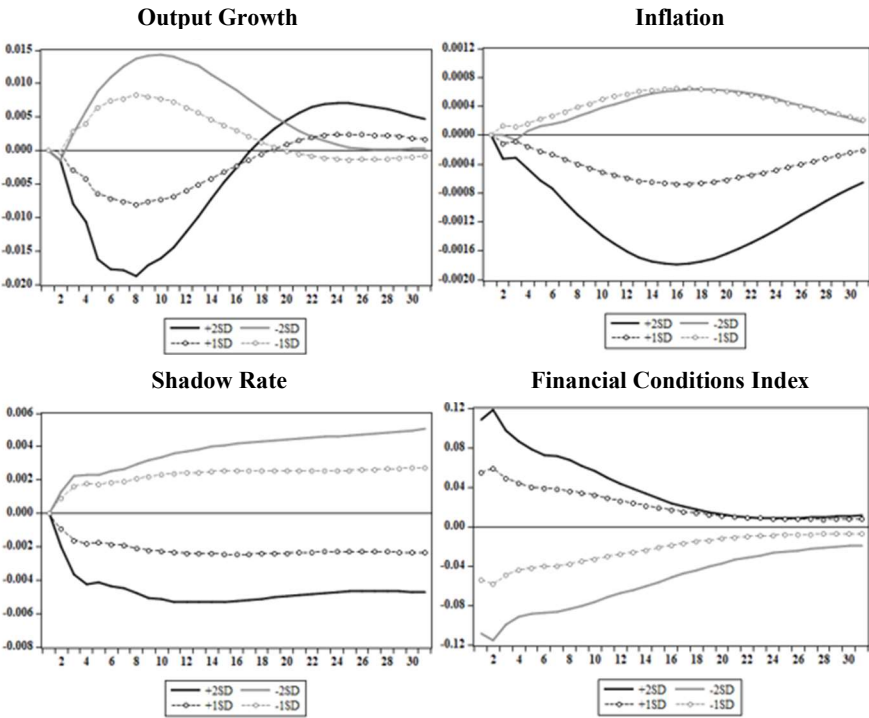 Output Growth
0.015
0.010
0.005
0.000
-0.005
-0.010
-0.015
-0.020
2 4 6 8 10 12 14 16 18 20 22 24 26 28 30
+2SD -2SD
+1SD -1SD
Inflation
0.0012
0.0008
0.0004
0.0000
-0.0004
-0.0008
-0.0012
-0.0016
-0.0020
2 4 6 8 10 12 14 16 18 20 22 24 26 28 30
+2SD -2SD
+1SD -1SD
Shadow Rate
0.006
0.004
0.002
0.000
-0.002
-0.004
-0.006
-0.008
2 4 6 8 10 12 14 16 18 20 22 24 26 28 30
+2SD -2SD
+1SD -1SD
Financial Conditions Index
0.12
0.08
0.04
0.00
-0.04
-0.08
-0.12
2 4 6 8 10 12 14 16 18 20 22 24 26 28 30
+2SD -2SD
+1SD -1SD